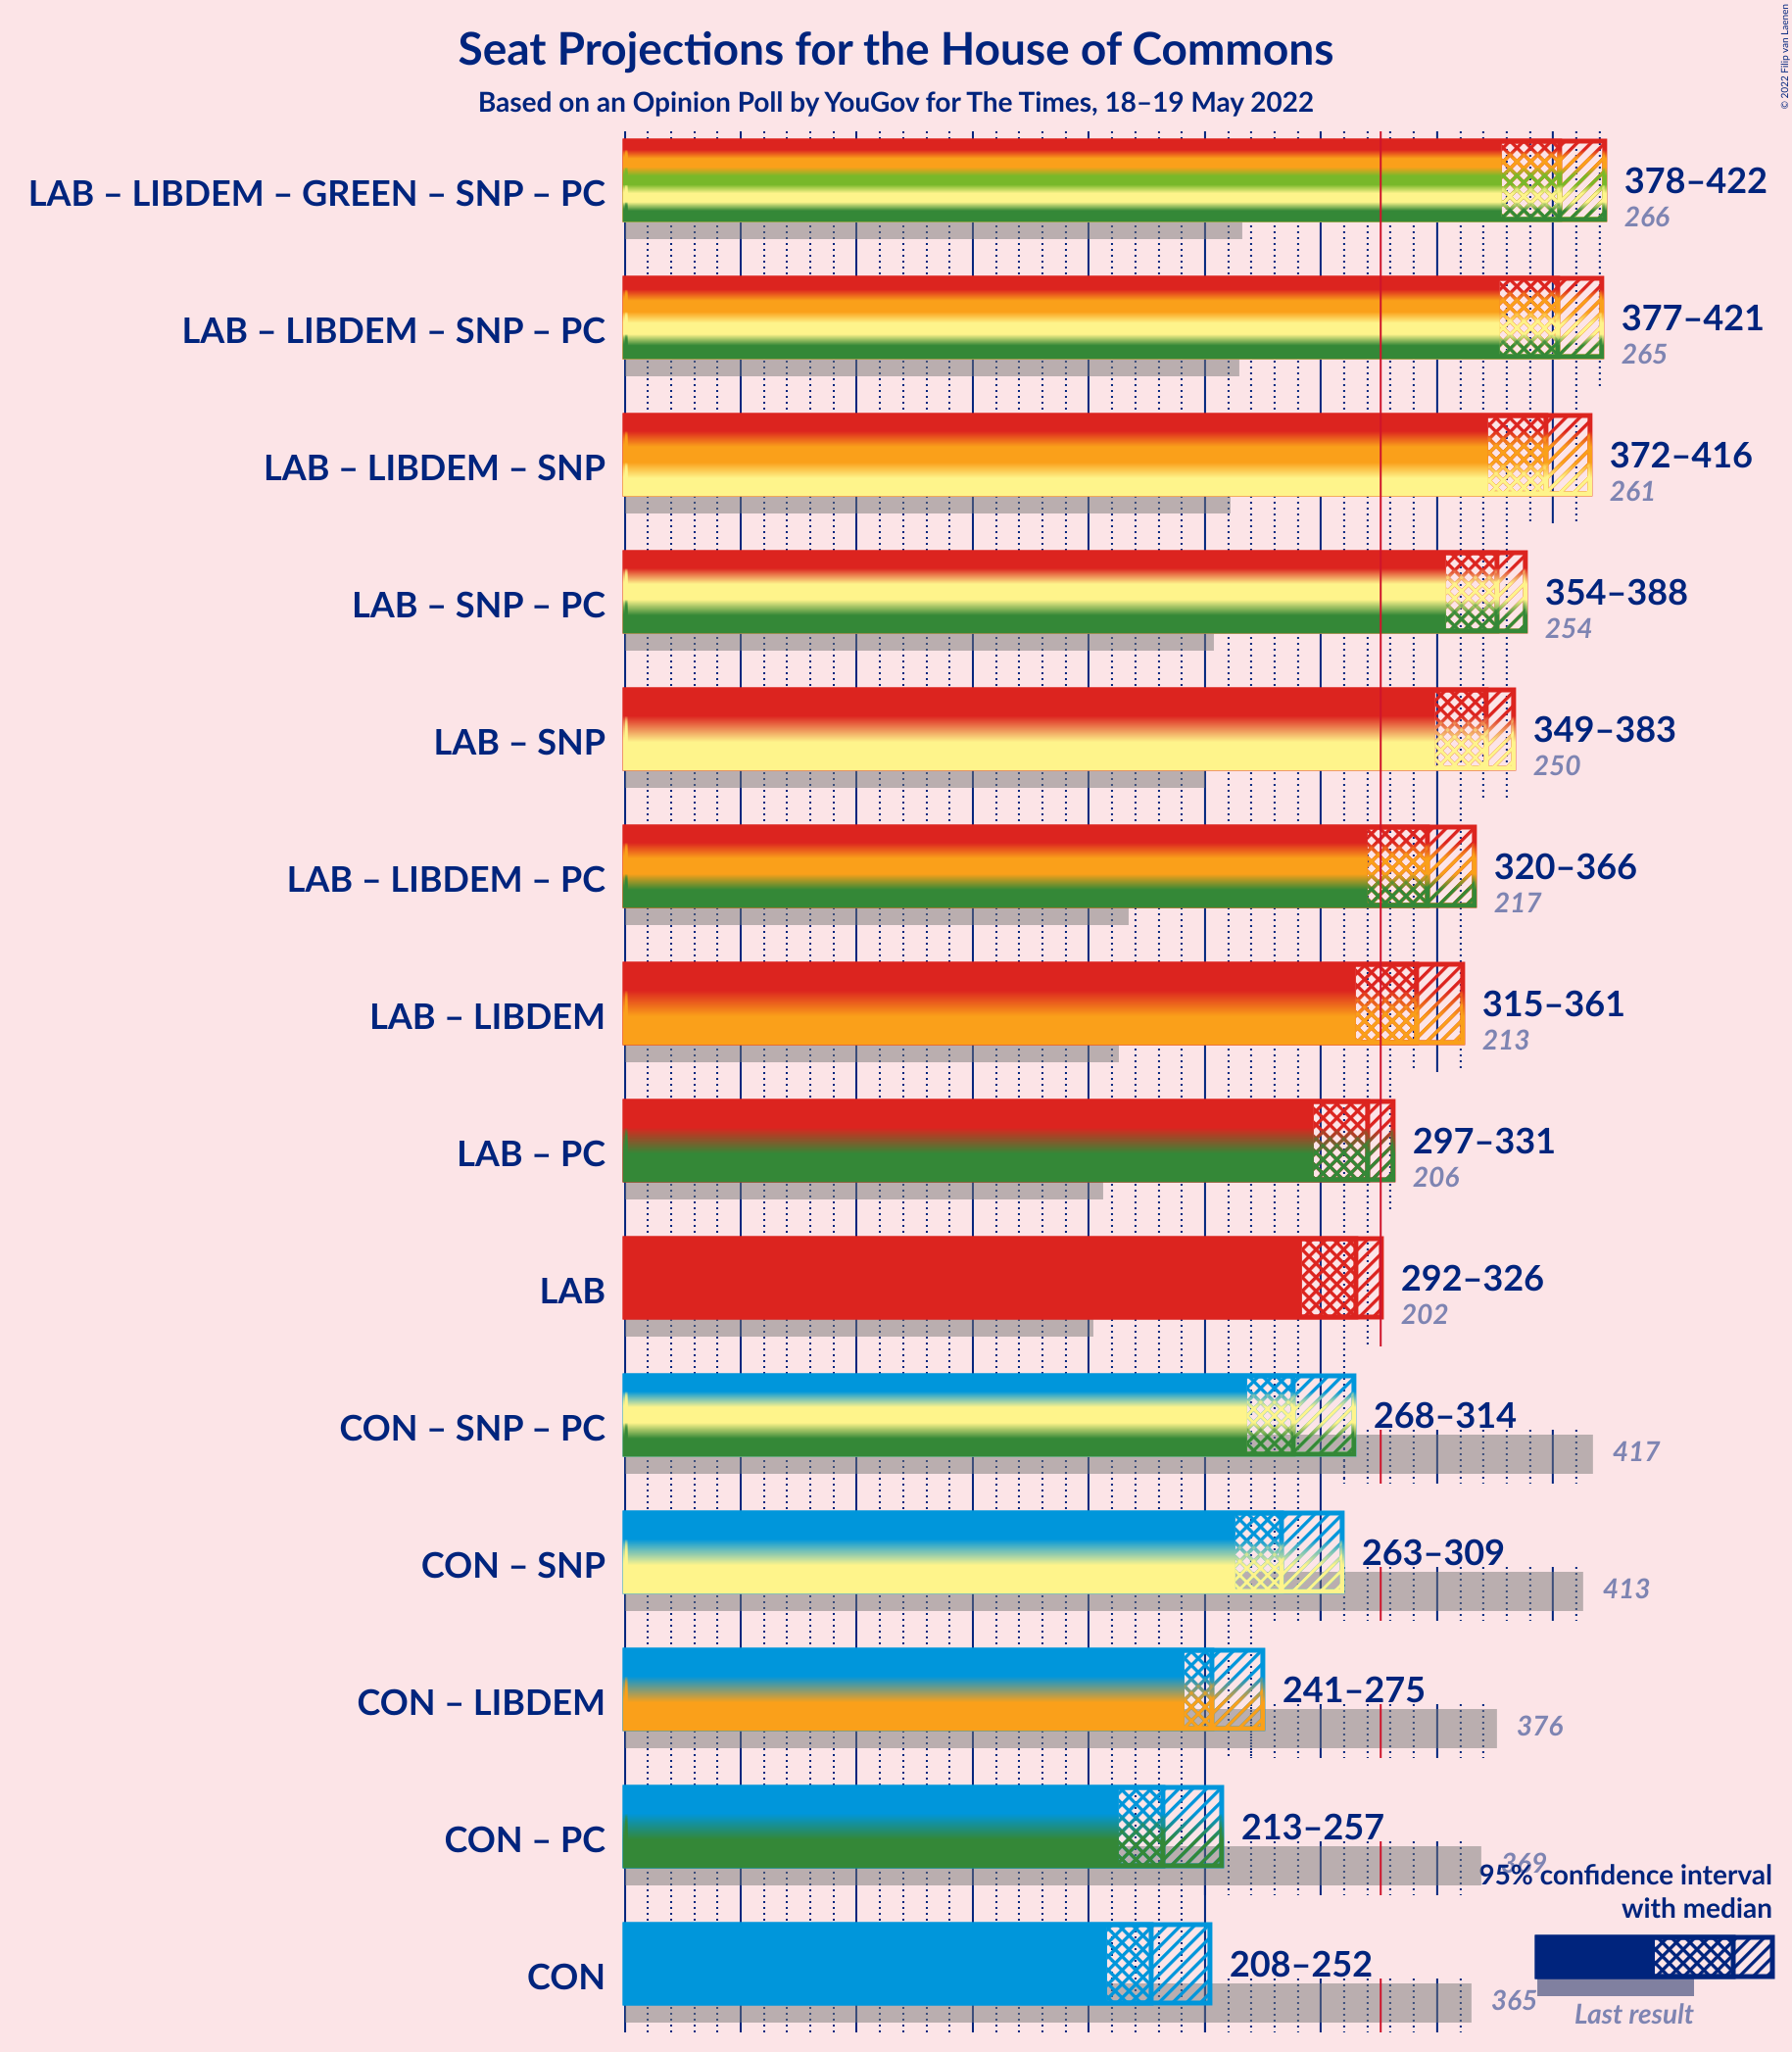 Seat Projections for the House of Commons
Based on an Opinion Poll by YouGov for The Times, 18–19 May 2022
© 2022 Filip van Laenen
LAB – LIBDEM – GREEN – SNP – PC
378–422
266
LAB – LIBDEM – SNP – PC
377–421
265
LAB – LIBDEM – SNP
372–416
261
LAB – SNP – PC
354–388
254
LAB – SNP
349–383
250
LAB – LIBDEM – PC
320–366
217
LAB – LIBDEM
315–361
213
LAB – PC
297–331
206
LAB
292–326
202
CON – SNP – PC
268–314
417
CON – SNP
263–309
413
CON – LIBDEM
241–275
376
CON – PC
213–257
369
CON
208–252
365
95% confidence interval
with median
Last result